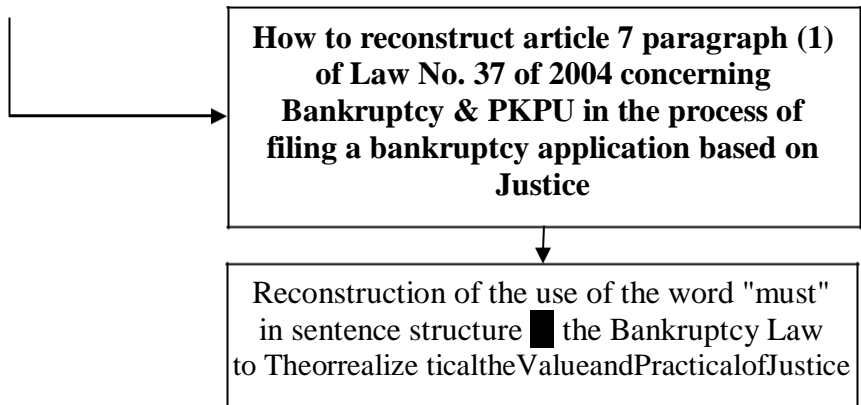 How to reconstruct article 7 paragraph (1)
of Law No. 37 of 2004 concerning
Bankruptcy & PKPU in the process of
filing a bankruptcy application based on
Justice
Reconstruction of the use of the word "must"
in sentence structure the Bankruptcy Law
to Theorrealize ticaltheValueandPracticalofJustice